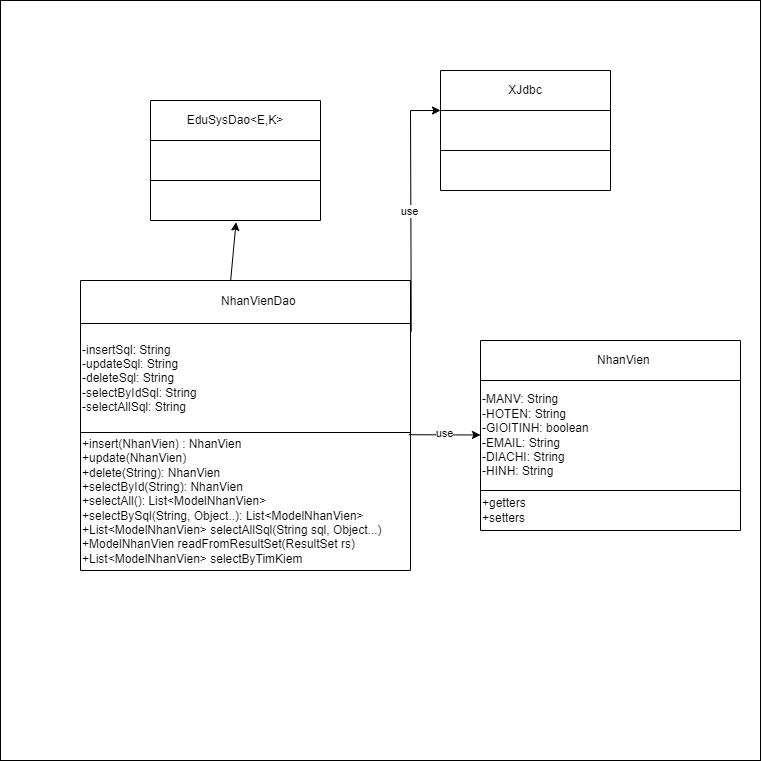 XJdbc
EduSysDao<E,K>
use
NhanVienDao
-insertSql: String
-updateSql: String
-deleteSql: String
-selectByIdSql: String
-selectAllSql: String
+insert(NhanVien) : NhanVien
+update(NhanVien)
+delete(String): NhanVien
+selectById(String): NhanVien
+selectAll(): List<ModelNhanVien>
+selectBySql(String, Object..): List<ModelNhanVien>
+List<ModelNhanVien> selectAllSql(String sql, Object...)
+ModelNhanVien readFromResultSet(ResultSet rs)
+List<ModelNhanVien> selectByTimKiem
use
NhanVien
-MANV: String
-HOTEN: String
-GIOITINH: boolean
-EMAIL: String
-DIACHI: String
-HINH: String
+getters
+setters